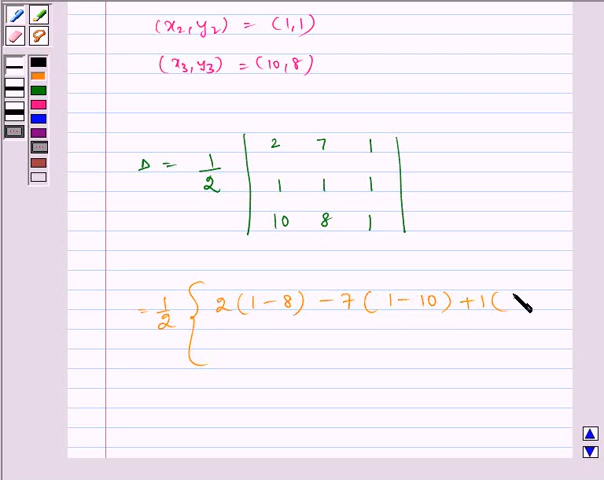 (x2, y2) = (1,1)
(x3, y3) = (10,8)
Δ = 1/2 | 2 7 1
1 1 1
10 8 1 |
= 1/2 { 2(1-8) -7(1-10) +1(